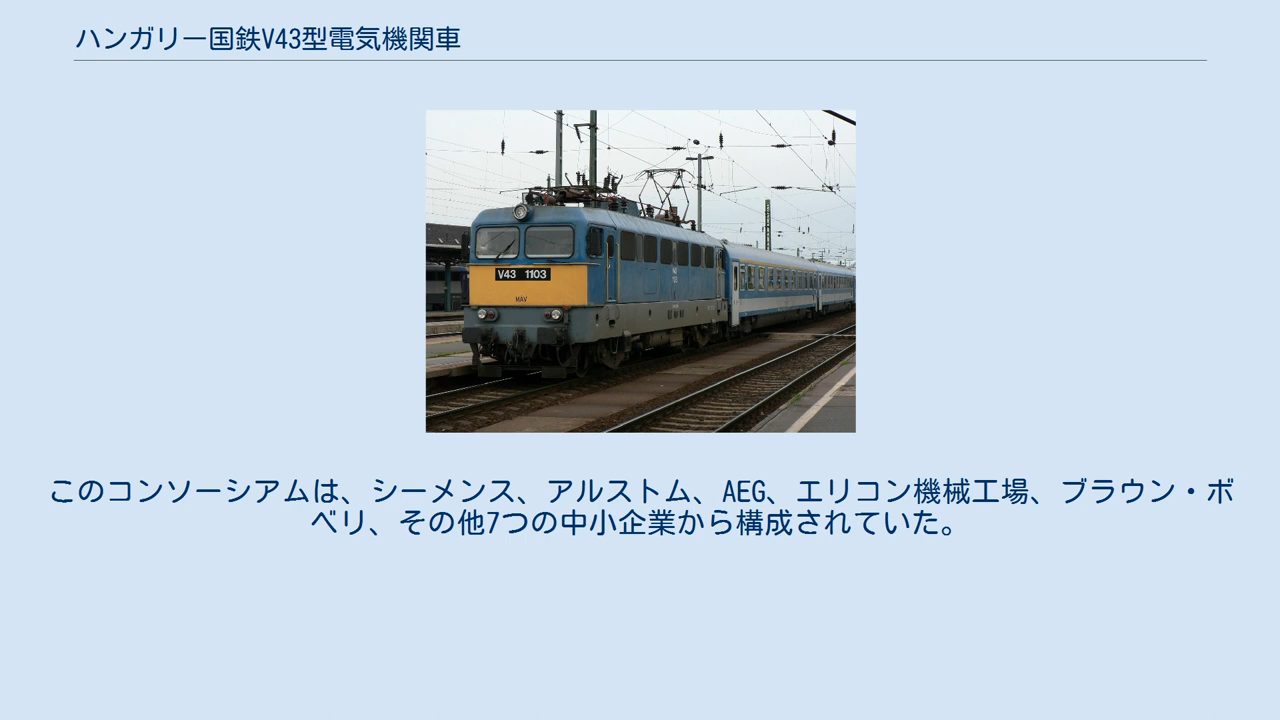 ハンガリー国鉄V43型電気機関車
V43 1103
MÁV
このコンソーシアムは、シーメンス、アルストム、AEG、エリコン機械工場、ブラウン・ボ
ベリ、その他7つの中小企業から構成されていた。